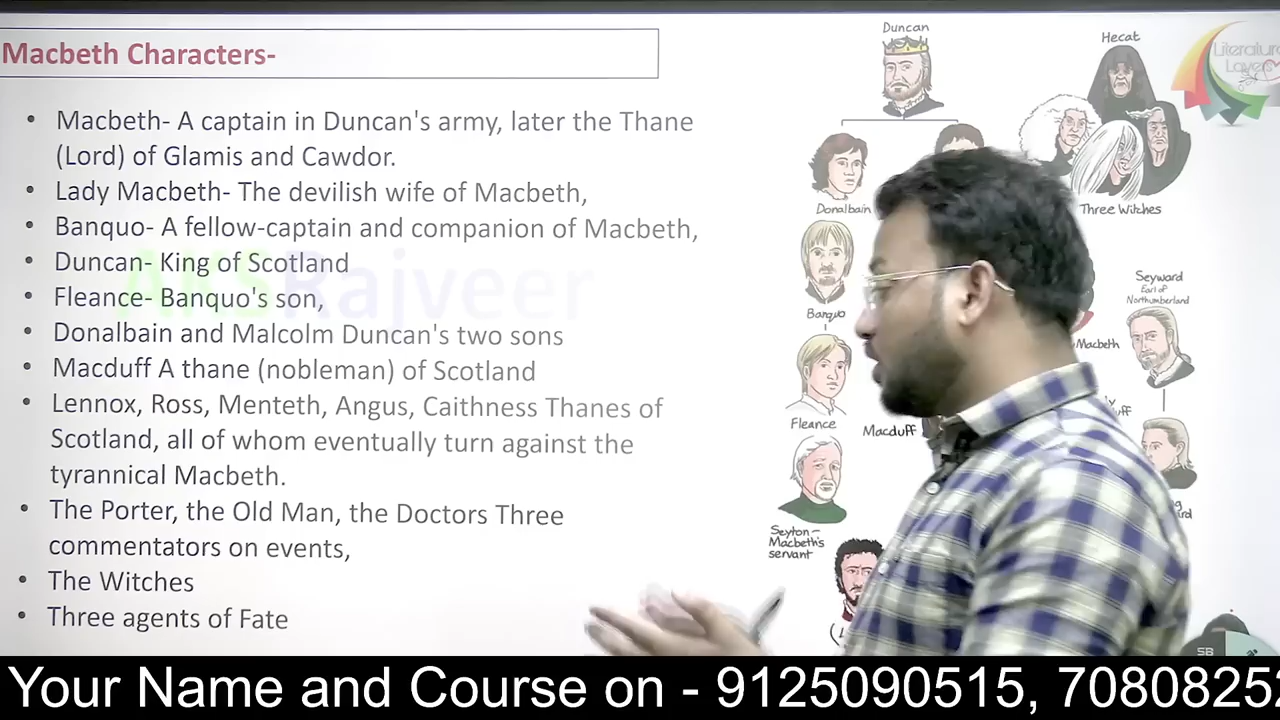 Macbeth Characters-
• Macbeth- A captain in Duncan's army, later the Thane
(Lord) of Glamis and Cawdor.
• Lady Macbeth- The devilish wife of Macbeth,
• Banquo- A fellow-captain and companion of Macbeth,
• Duncan- King of Scotland
• Fleance- Banquo's son,
• Donalbain and Malcolm Duncan's two sons
• Macduff A thane (nobleman) of Scotland
• Lennox, Ross, Menteth, Angus, Caithness Thanes of
Scotland, all of whom eventually turn against the
tyrannical Macbeth.
• The Porter, the Old Man, the Doctors Three
commentators on events,
• The Witches
• Three agents of Fate
AKSRajveer
Duncan
Hecat
Literature
Lovers
Donalbain
Three Witches
Banquo
Seyward
Earl of
Northumberland
Macbeth
Fleance
Macduff
Seyton-
Macbeth's
servant
SB
Your Name and Course on - 9125090515, 7080825